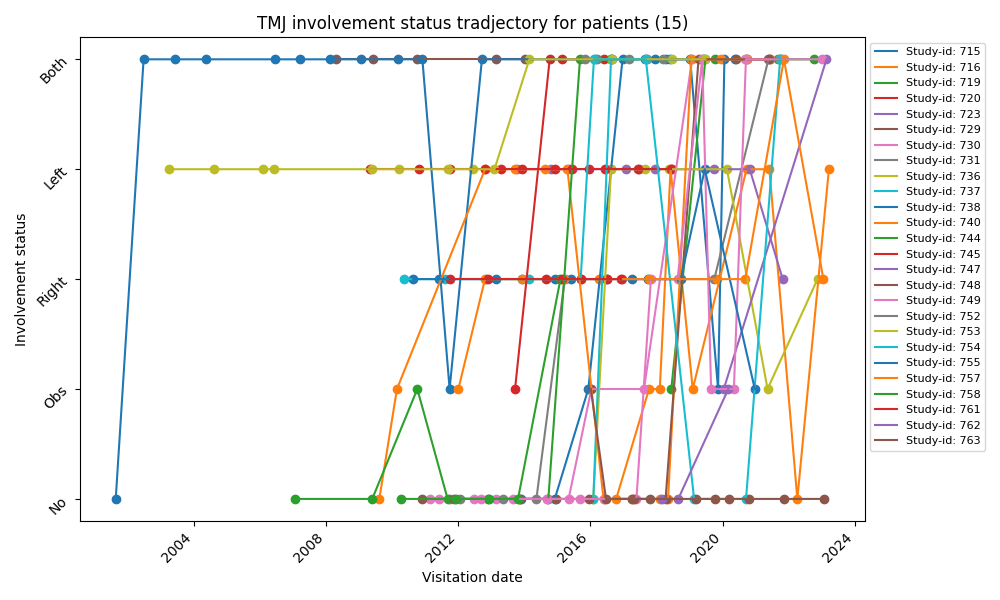 TMJ involvement status tradjectory for patients (15)
Involvement status
Both
Left
Right
Obs
No
2004
2008
2012
2016
2020
2024
Visitation date
Study-id: 715
Study-id: 716
Study-id: 719
Study-id: 720
Study-id: 723
Study-id: 729
Study-id: 730
Study-id: 731
Study-id: 736
Study-id: 737
Study-id: 738
Study-id: 740
Study-id: 744
Study-id: 745
Study-id: 747
Study-id: 748
Study-id: 749
Study-id: 752
Study-id: 753
Study-id: 754
Study-id: 755
Study-id: 757
Study-id: 758
Study-id: 761
Study-id: 762
Study-id: 763